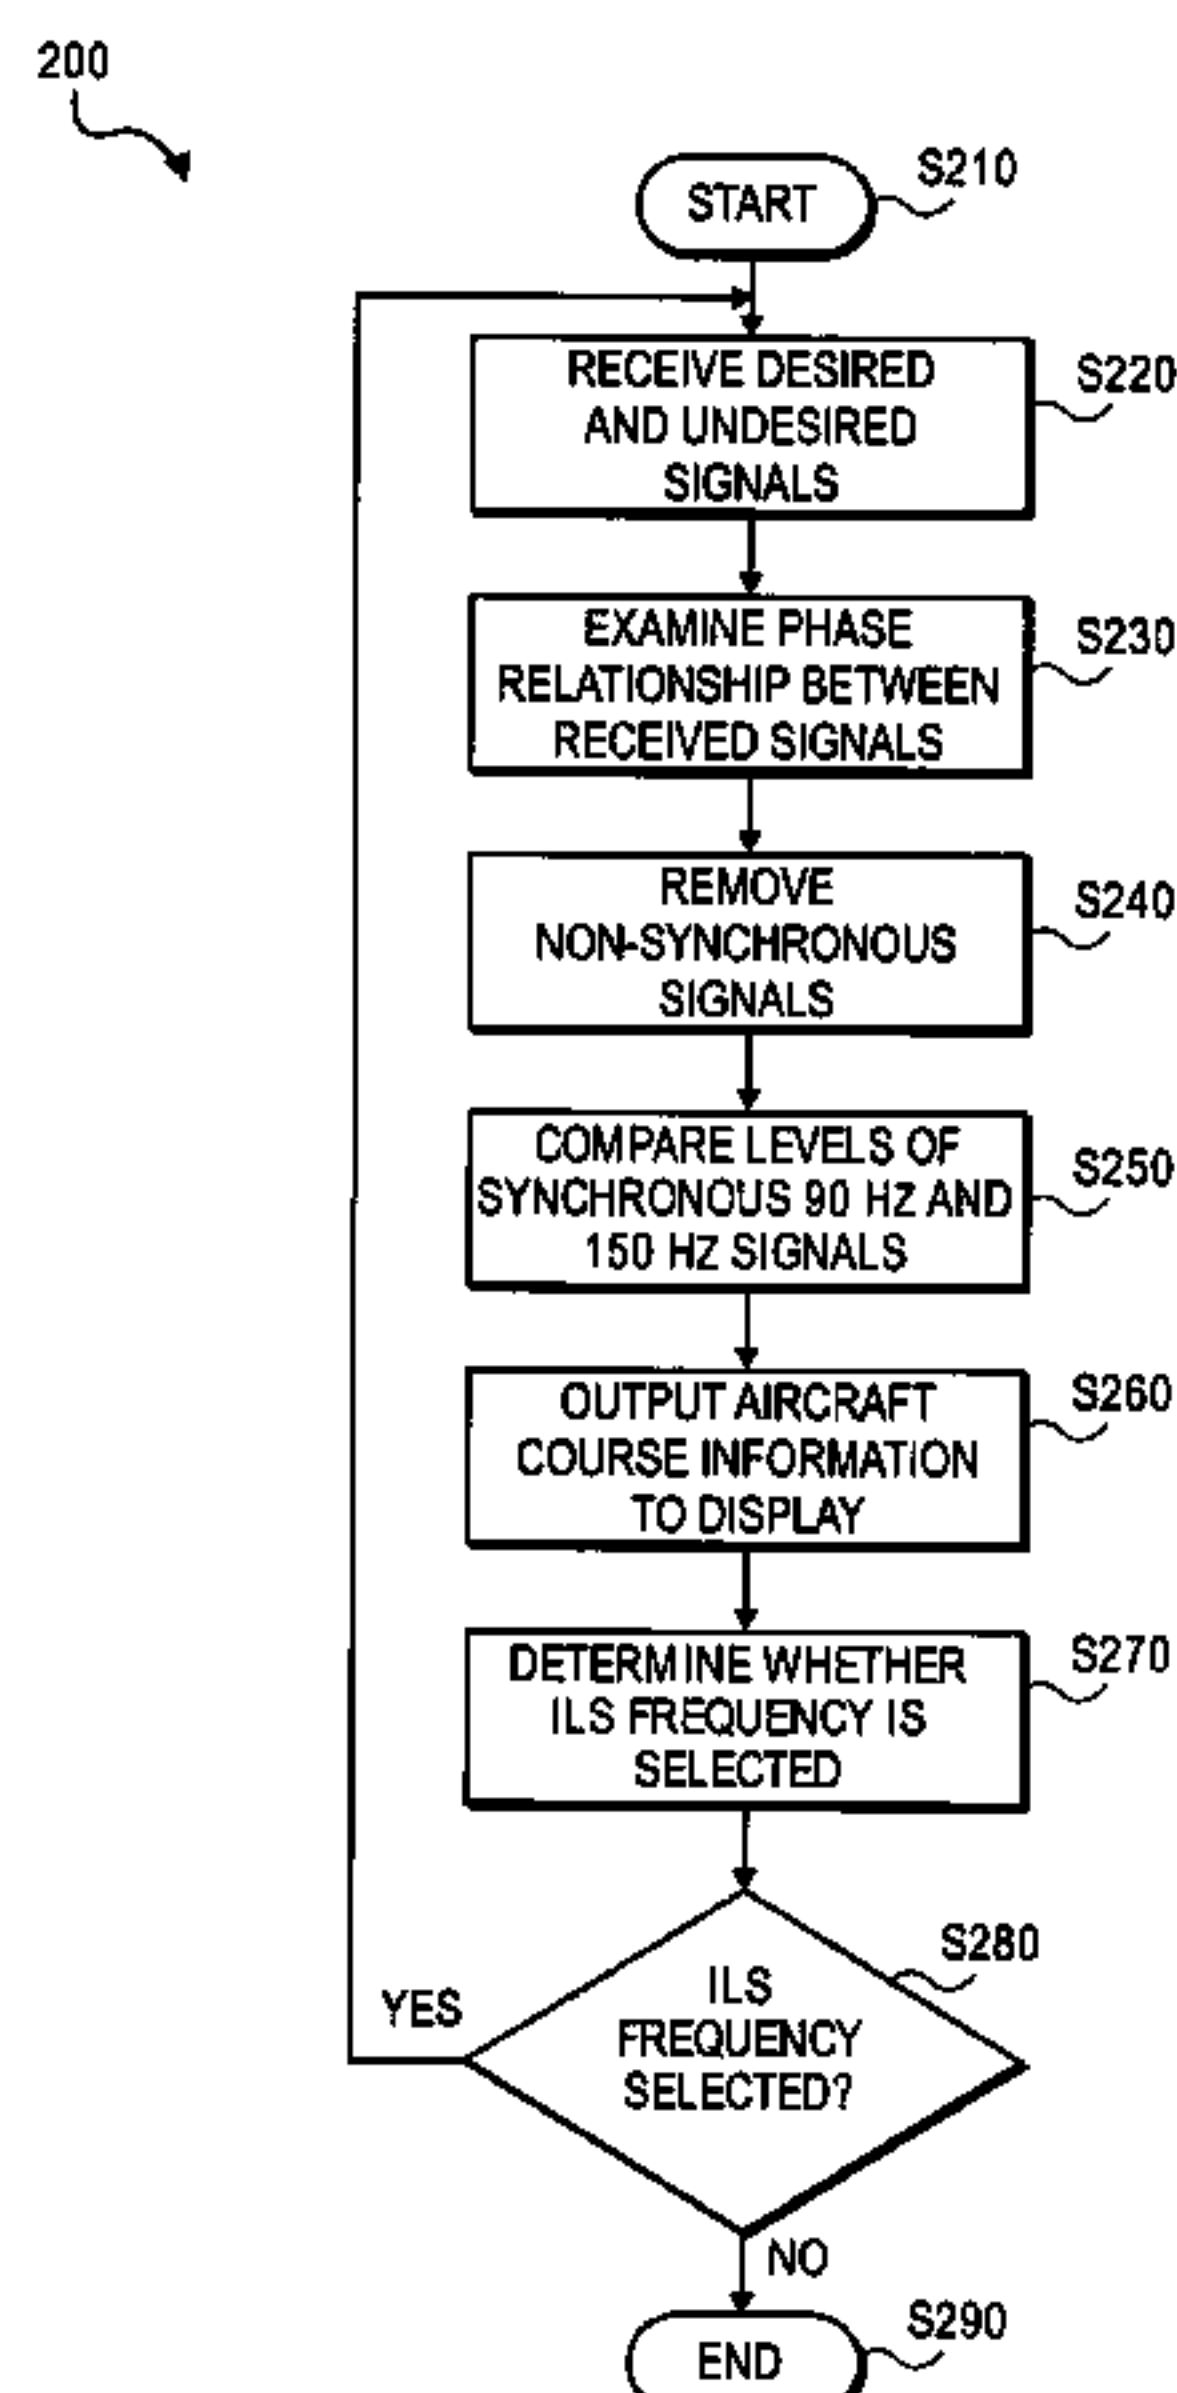 200
START
S210
RECEIVE DESIRED
AND UNDESIRED
SIGNALS
S220
EXAMINE PHASE
RELATIONSHIP BETWEEN
RECEIVED SIGNALS
S230
REMOVE
NON-SYNCHRONOUS
SIGNALS
S240
COMPARE LEVELS OF
SYNCHRONOUS 90 HZ AND
150 HZ SIGNALS
S250
OUTPUT AIRCRAFT
COURSE INFORMATION
TO DISPLAY
S260
DETERMINE WHETHER
ILS FREQUENCY IS
SELECTED
S270
ILS
FREQUENCY
SELECTED?
S280
YES
NO
END
S290